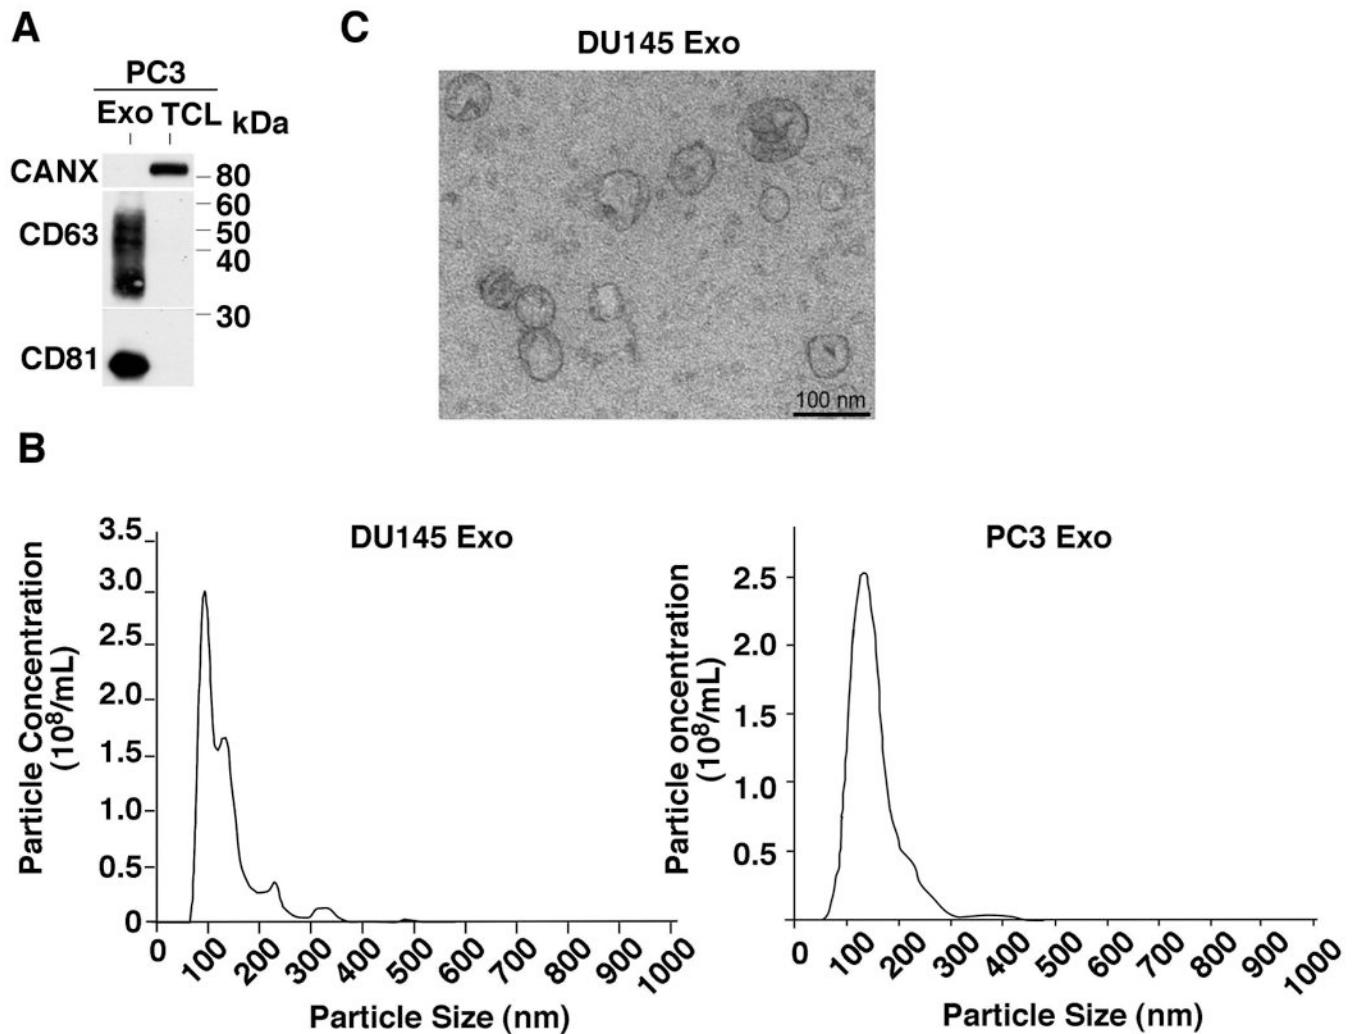 A
PC3
Exo TCL kDa
CANX
80
60
CD63
50
40
30
CD81
C
DU145 Exo
100 nm
B
DU145 Exo
Particle Concentration
(10⁸/mL)
3.5
3.0
2.5
2.0
1.5
1.0
0.5
0
0 100 200 300 400 500 600 700 800 900 1000
Particle Size (nm)
PC3 Exo
Particle oncentration
(10⁸/mL)
2.5
2.0
1.5
1.0
0.5
0 100 200 300 400 500 600 700 800 900 1000
Particle Size (nm)